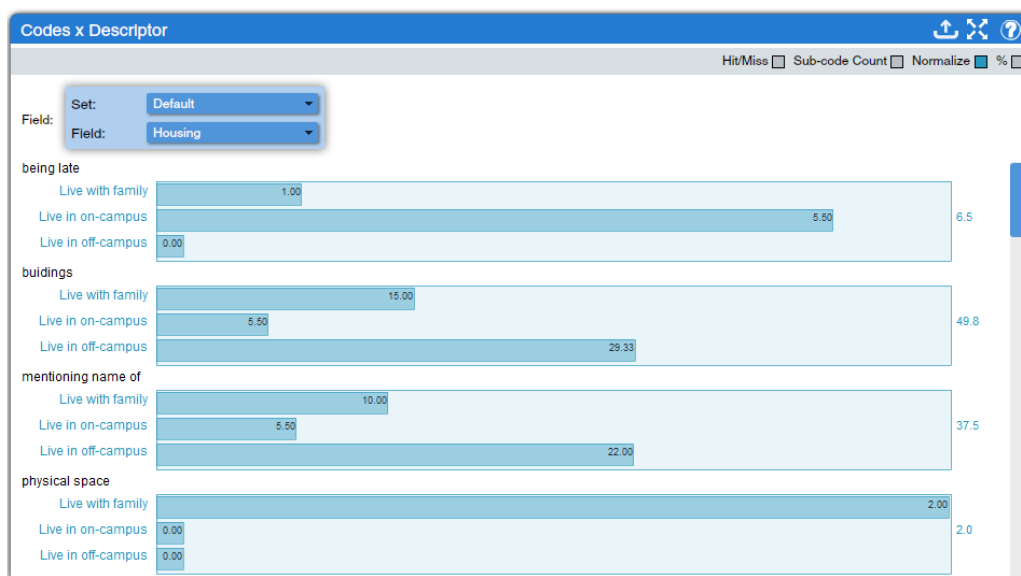 Codes x Descriptor
Hit/Miss Sub-code Count Normalize %
Field:
Set: Default
Field: Housing
being late
Live with family 1.00
Live in on-campus 5.50 6.5
Live in off-campus 0.00
buidings
Live with family 15.00
Live in on-campus 5.50 49.8
Live in off-campus 29.33
mentioning name of
Live with family 10.00
Live in on-campus 5.50 37.5
Live in off-campus 22.00
physical space
Live with family 2.00
Live in on-campus 0.00 2.0
Live in off-campus 0.00